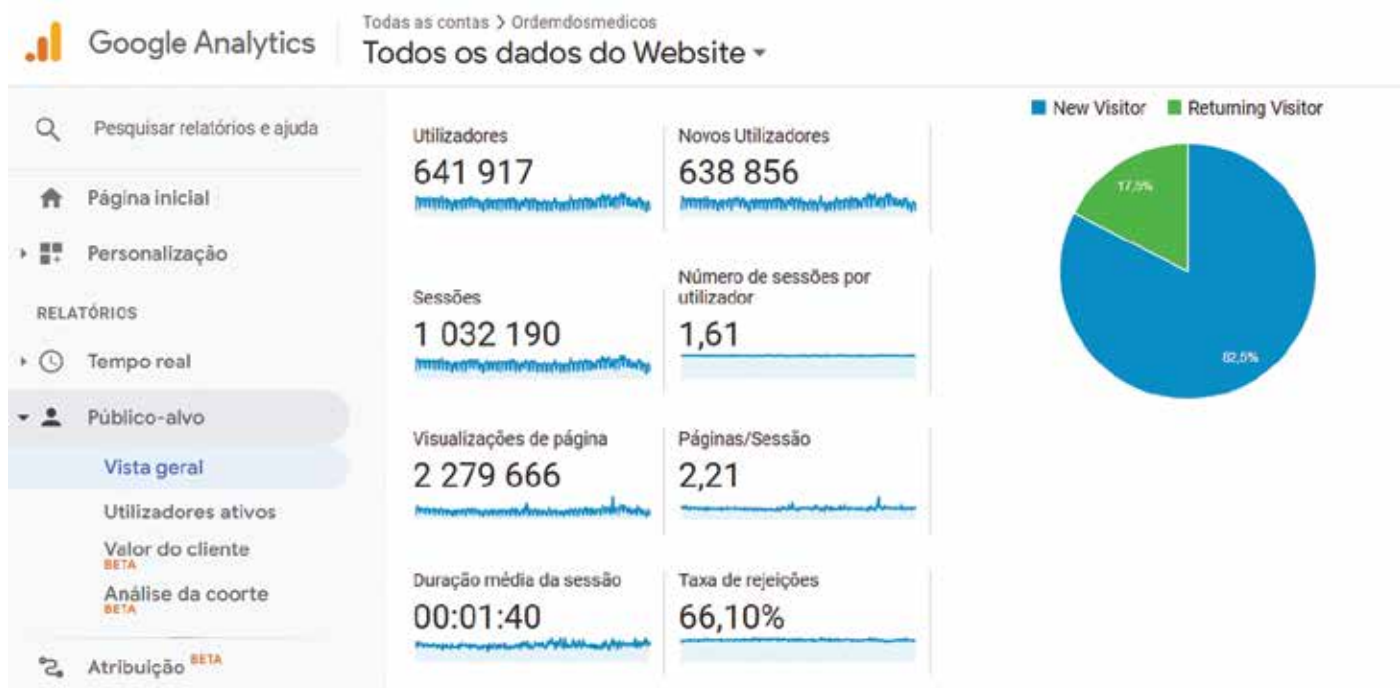 Google Analytics
Todas as contas > Ordemdosmedicos
Todos os dados do Website
Pesquisar relatórios e ajuda
Página inicial
Personalização
RELATÓRIOS
Tempo real
Público-alvo
Vista geral
Utilizadores ativos
Valor do cliente
BETA
Análise da coorte
BETA
Atribuição BETA
Utilizadores
641 917
Novos Utilizadores
638 856
Sessões
1 032 190
Número de sessões por
utilizador
1,61
Visualizações de página
2 279 666
Páginas/Sessão
2,21
Duração média da sessão
00:01:40
Taxa de rejeições
66,10%
New Visitor
Returning Visitor
17,5%
82,5%